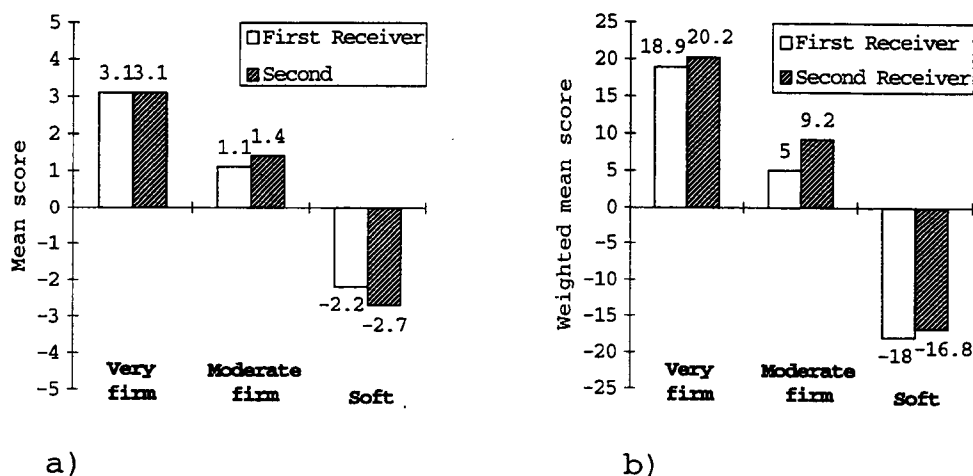 5
4
3
2
1
0
-1
-2
-3
-4
-5
Mean score
First Receiver
Second
3.1
3.1
1.1
1.4
-2.2
-2.7
Very firm
Moderate firm
Soft
a)
25
20
15
10
5
0
-5
-10
-15
-20
-25
Weighted mean score
First Receiver
Second Receiver
18.9
20.2
5
9.2
-18
-16.8
Very firm
Moderate firm
Soft
b)